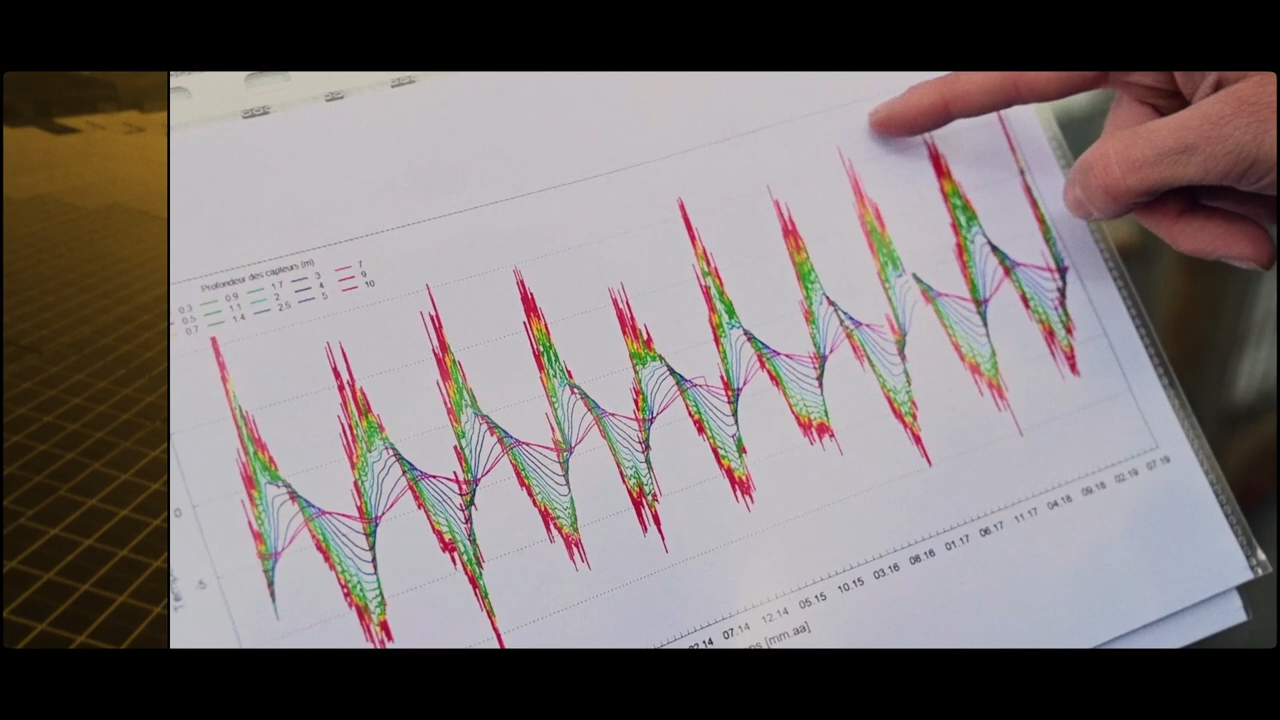 Profondeur des capteurs (m)
0.3 0.9 1.7 3 7
0.5 1.1 2 4 9
0.7 1.4 2.5 5 10
0
-5
02.14 07.14 12.14 05.15 10.15 03.16 08.16 01.17 06.17 11.17 04.18 09.18 02.19 07.19
[mm.aa]